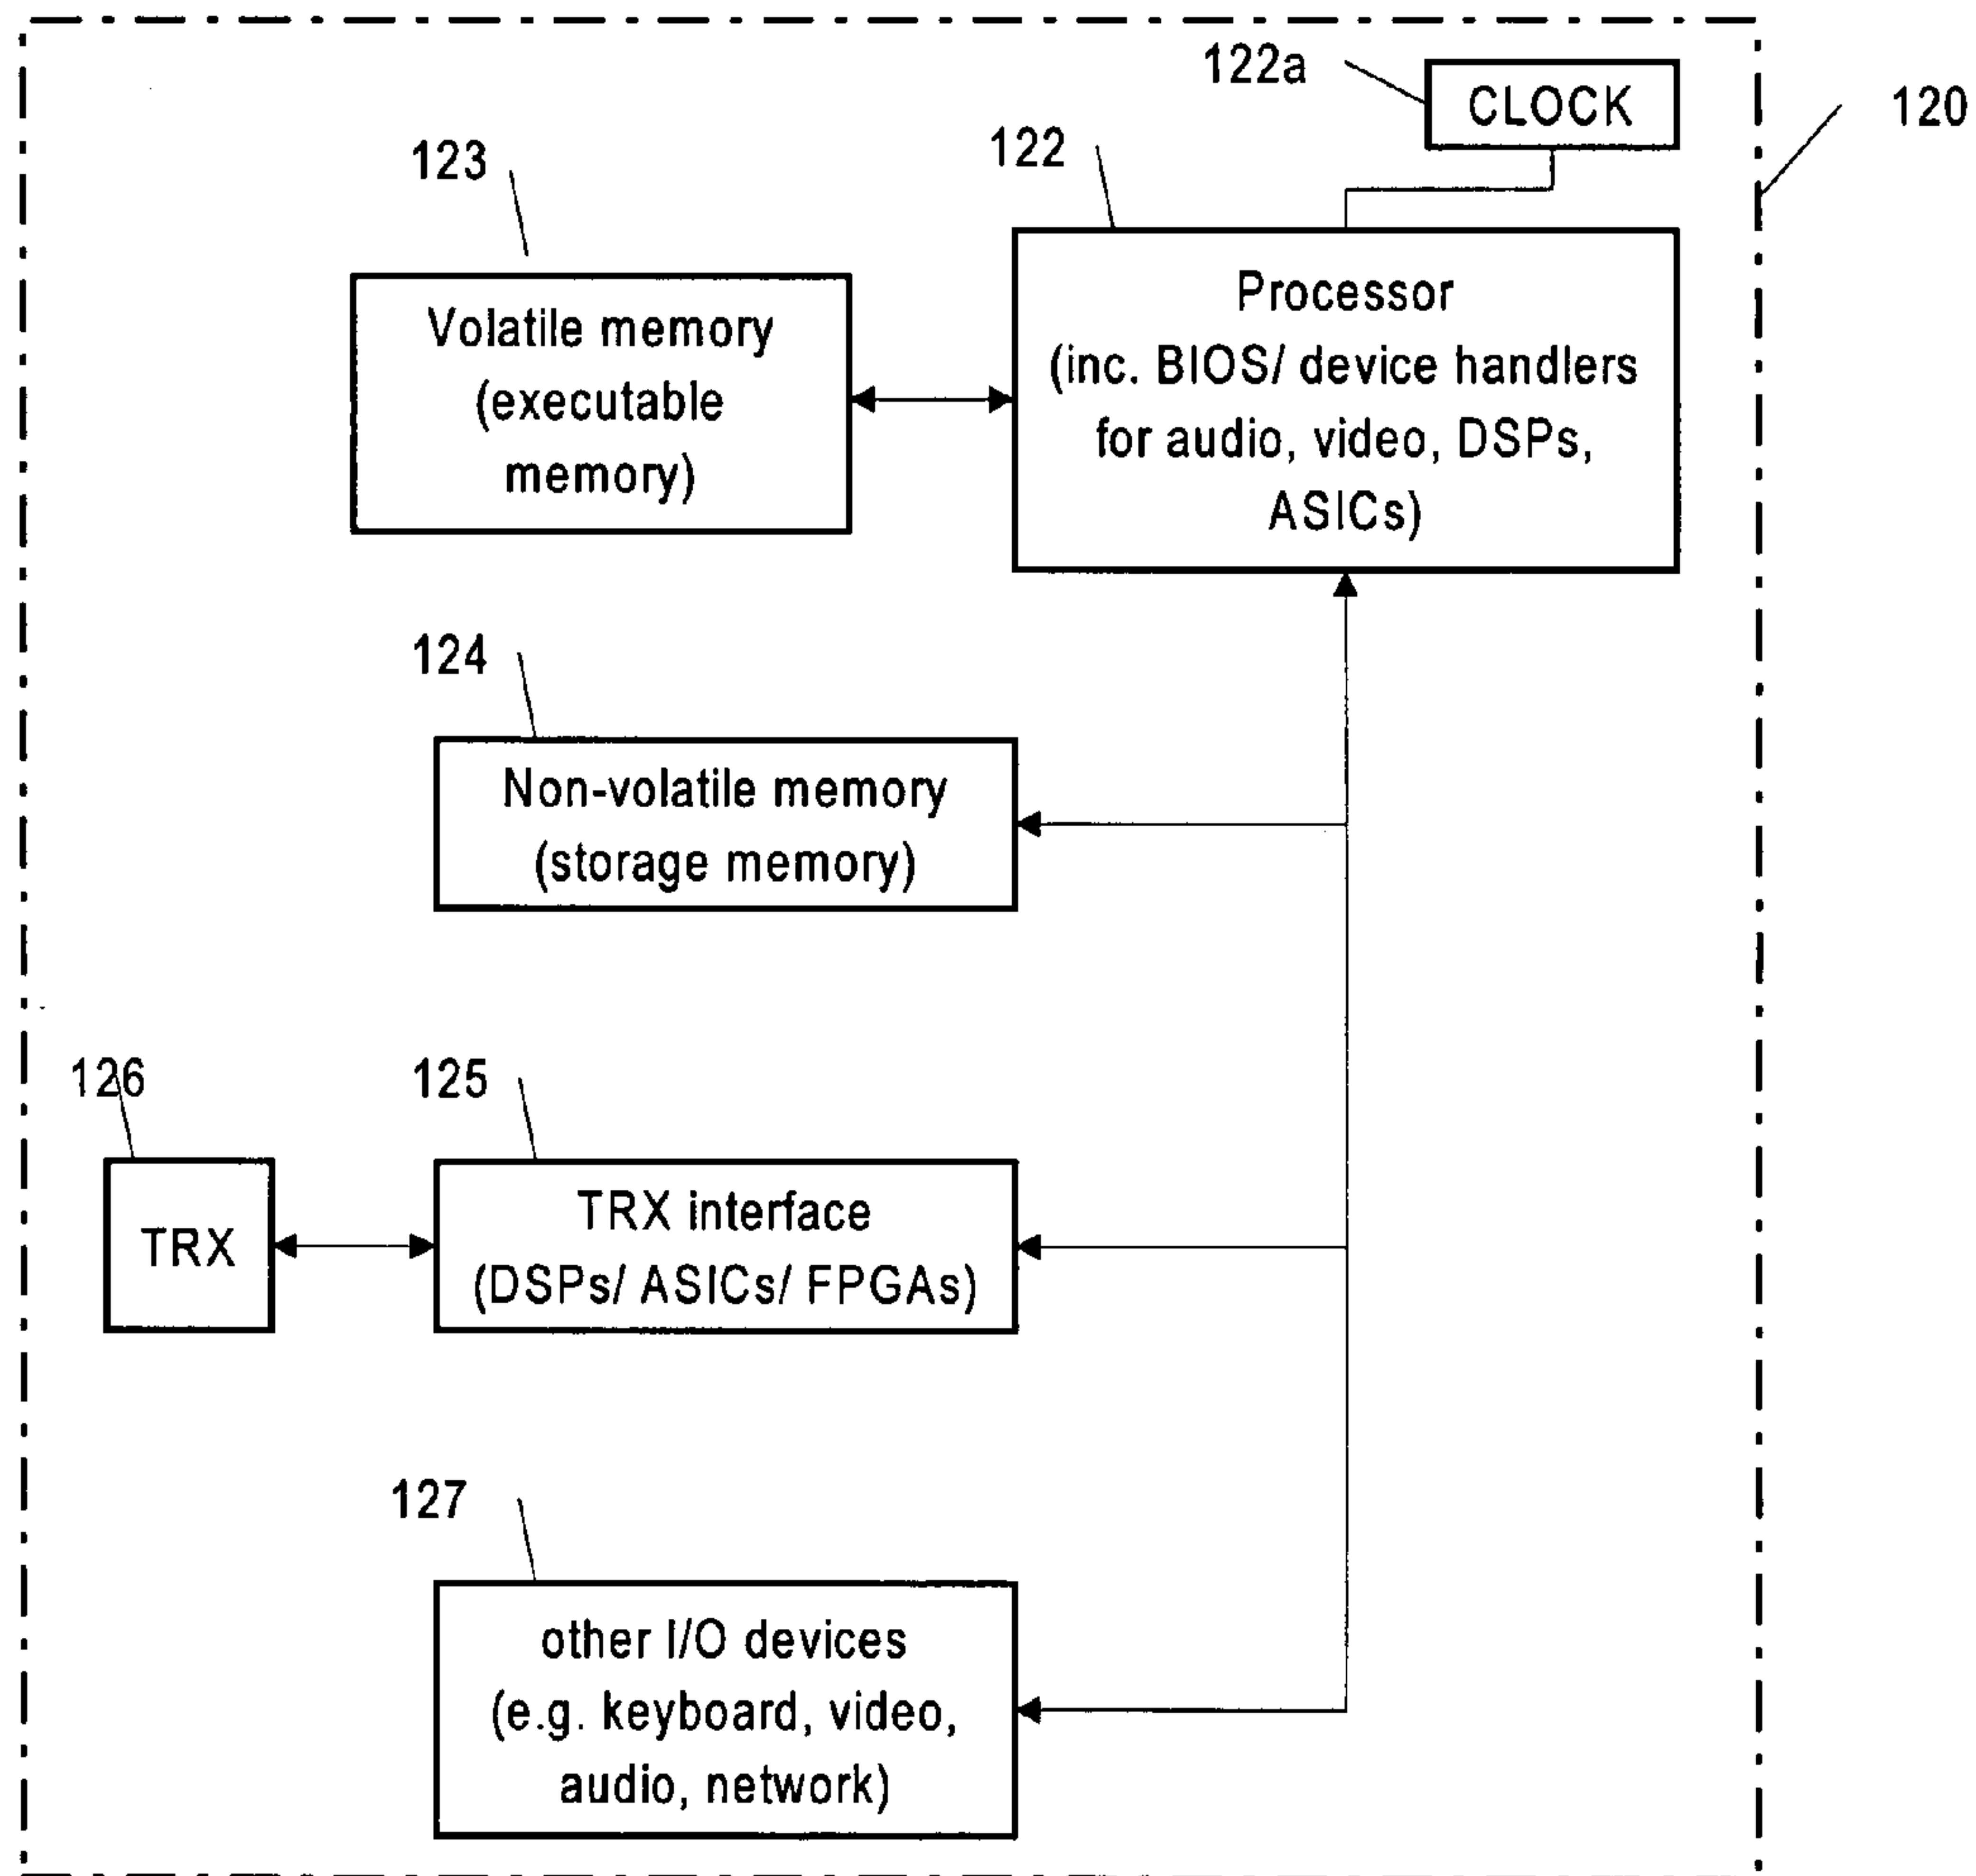 122a
CLOCK
120
123
122
Volatile memory
(executable
memory)
Processor
(inc. BIOS/ device handlers
for audio, video, DSPs,
ASICs)
124
Non-volatile memory
(storage memory)
126
125
TRX
TRX interface
(DSPs/ ASICs/ FPGAs)
127
other I/O devices
(e.g. keyboard, video,
audio, network)